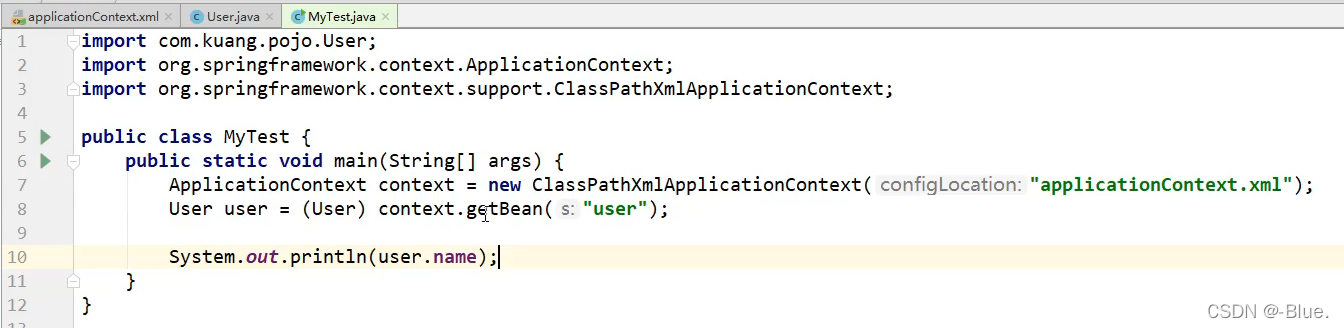 applicationContext.xml × User.java × MyTest.java ×
1 import com.kuang.pojo.User;
2 import org.springframework.context.ApplicationContext;
3 import org.springframework.context.support.ClassPathXmlApplicationContext;
4
5 public class MyTest {
6 public static void main(String[] args) {
7 ApplicationContext context = new ClassPathXmlApplicationContext( configLocation: "applicationContext.xml");
8 User user = (User) context.getBean( s: "user");
9
10 System.out.println(user.name);
11 }
12 }
CSDN @-Blue.